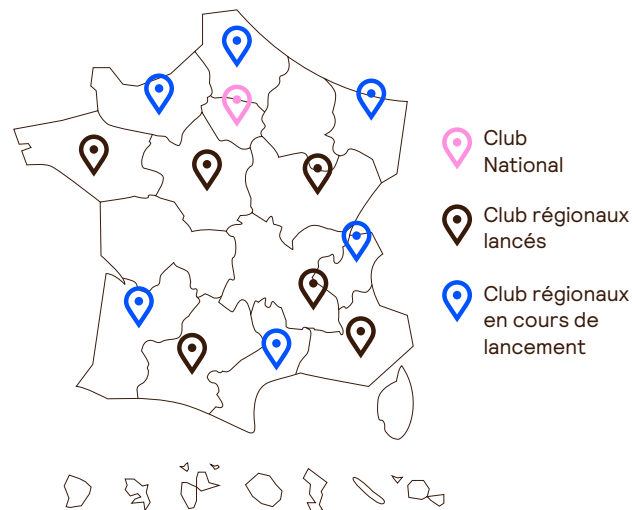 Club
National
Club régionaux
lancés
Club régionaux
en cours de
lancement